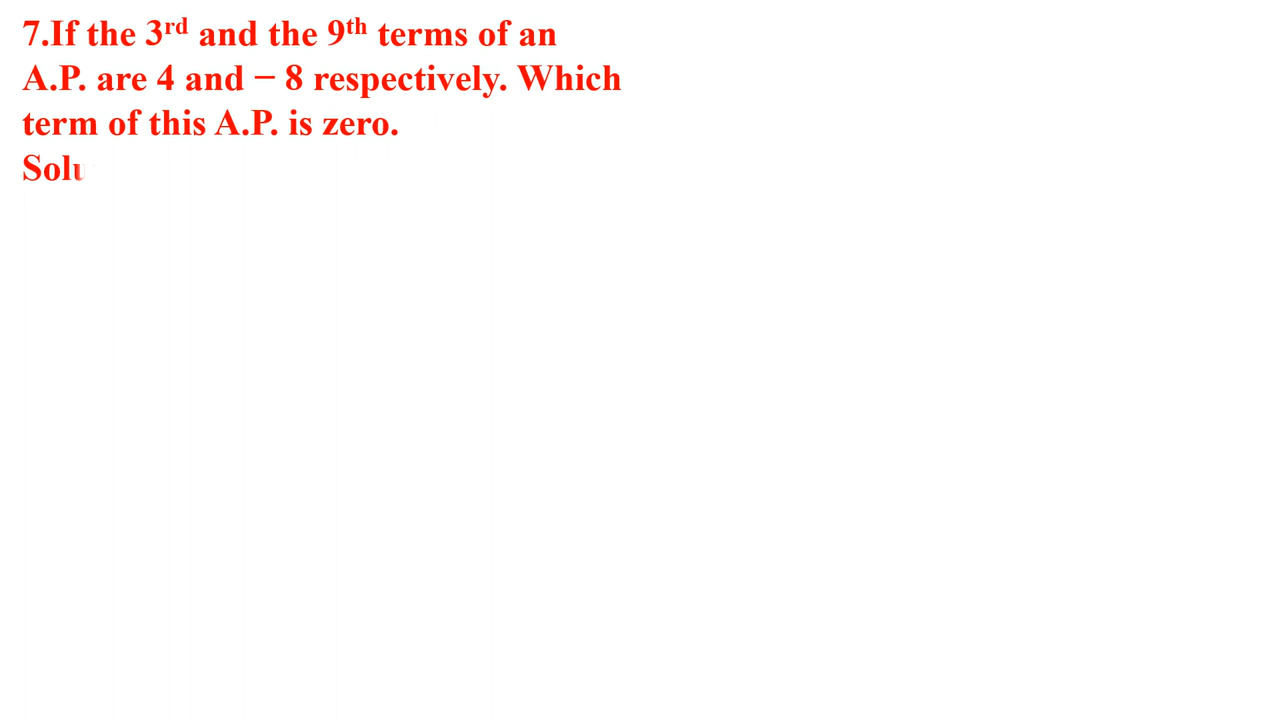 7.If the 3rd and the 9th terms of an
A.P. are 4 and − 8 respectively. Which
term of this A.P. is zero.
Solu